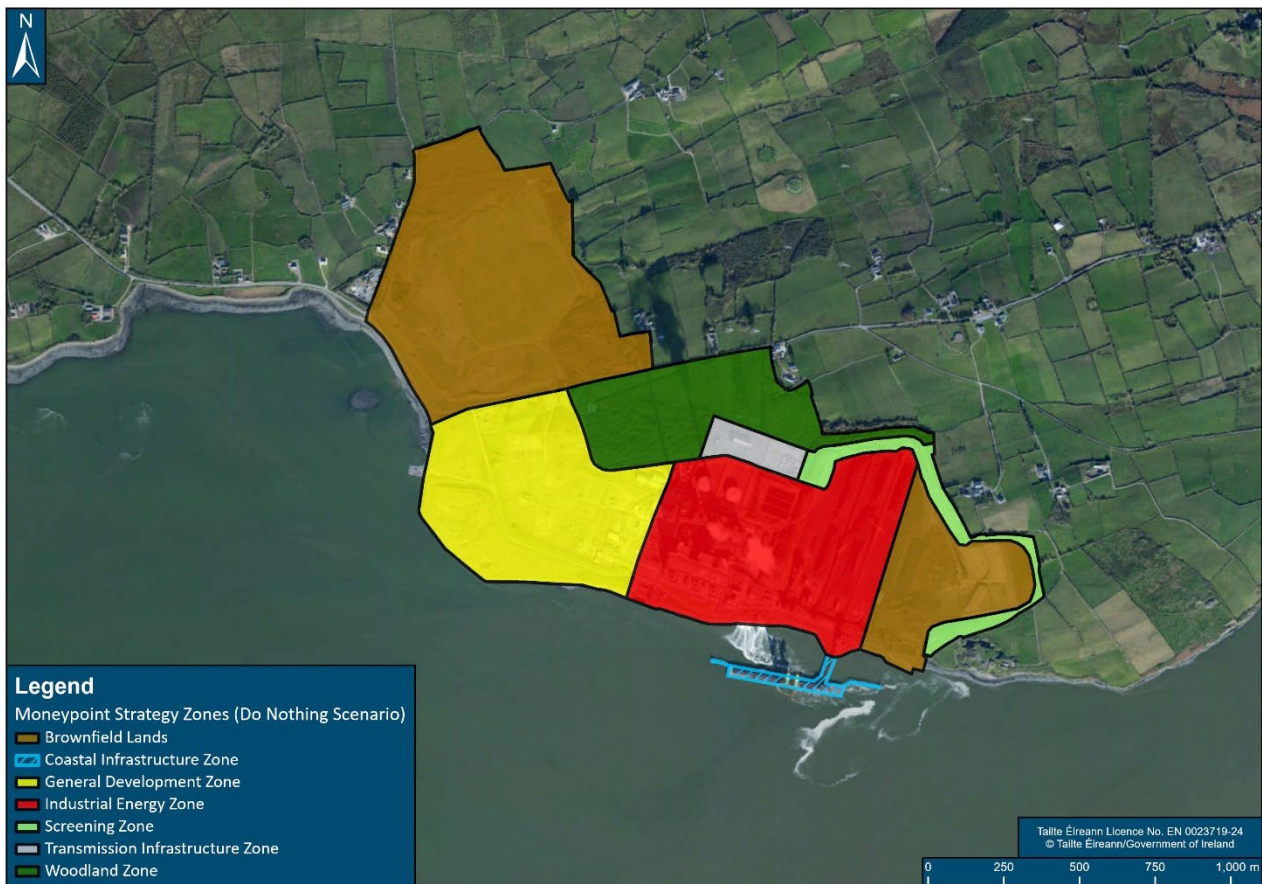 N
Legend
Moneypoint Strategy Zones (Do Nothing Scenario)
Brownfield Lands
Coastal Infrastructure Zone
General Development Zone
Industrial Energy Zone
Screening Zone
Transmission Infrastructure Zone
Woodland Zone
Tailte Éireann Licence No. EN 0023719-24
© Tailte Éireann/Government of Ireland
0 250 500 750 1,000 m